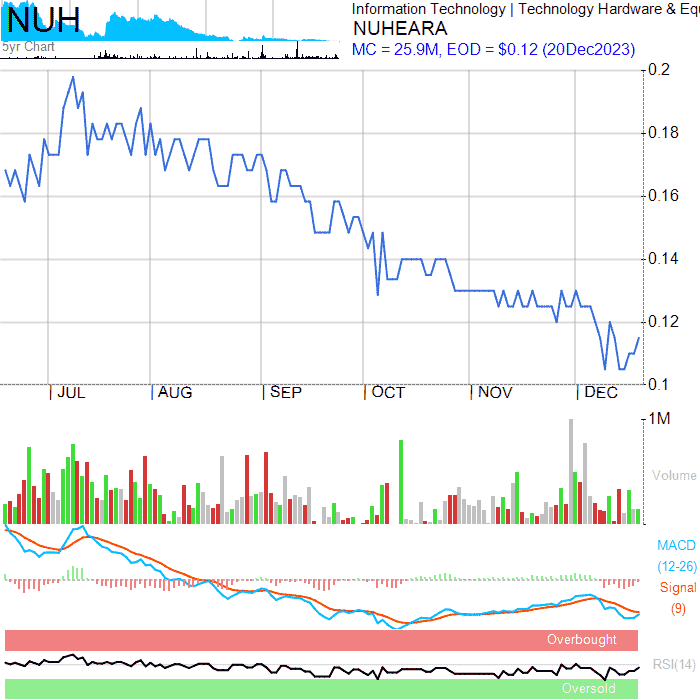 NUH
5yr Chart
Information Technology | Technology Hardware & Equ
NUHEARA
MC = 25.9M, EOD = $0.12 (20Dec2023)
0.2
0.18
0.16
0.14
0.12
0.1
| JUL | AUG | SEP | OCT | NOV | DEC
1M
Volume
MACD
(12-26)
Signal
(9)
Overbought
RSI(14)
Oversold